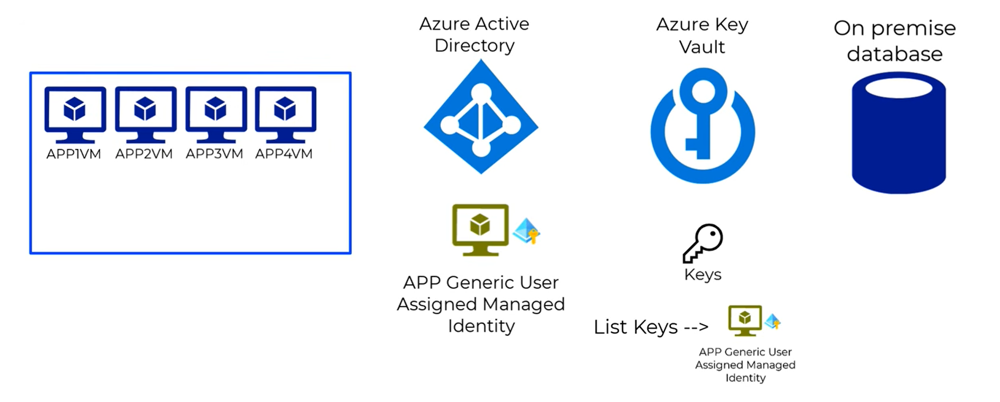 Azure Active
Directory
Azure Key
Vault
On premise
database
APP1VM
APP2VM
APP3VM
APP4VM
APP Generic User
Assigned Managed
Identity
Keys
List Keys -->
APP Generic User
Assigned Managed
Identity